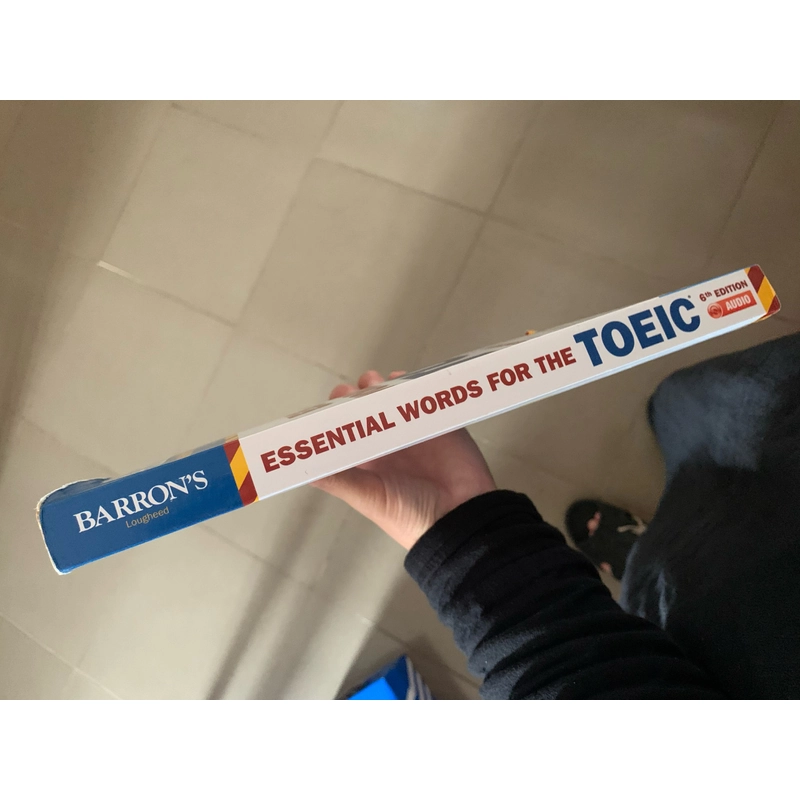 BARRON'S
Lougheed
ESSENTIAL WORDS FOR THE TOEIC
6th EDITION
AUDIO